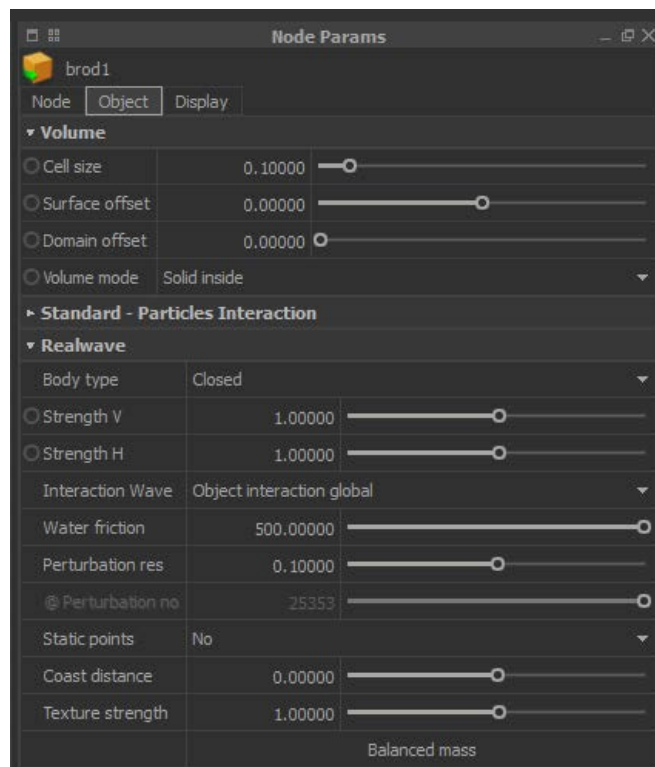 Node Params
brod1
Node Object Display
Volume
Cell size 0.10000
Surface offset 0.00000
Domain offset 0.00000
Volume mode Solid inside
Standard - Particles Interaction
Realwave
Body type Closed
Strength V 1.00000
Strength H 1.00000
Interaction Wave Object interaction global
Water friction 500.00000
Perturbation res 0.10000
@ Perturbation no 25353
Static points No
Coast distance 0.00000
Texture strength 1.00000
Balanced mass